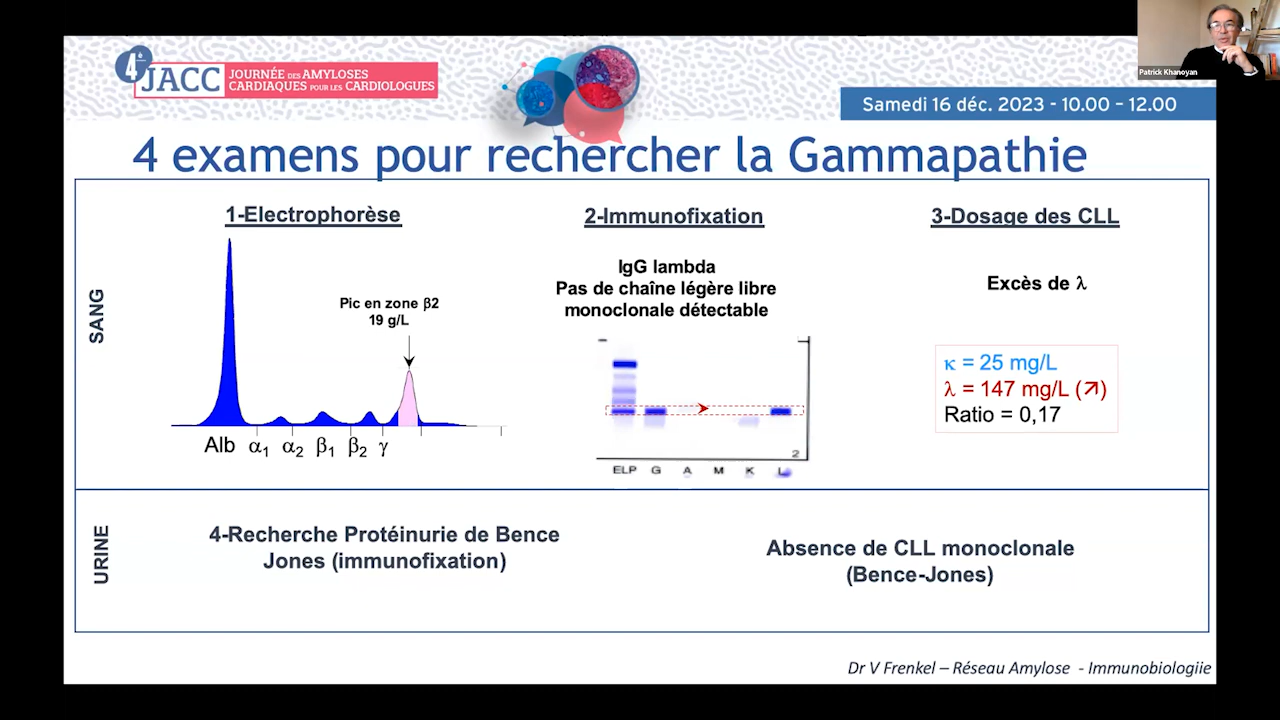 4e
JACC
JOURNÉE DES AMYLOSES
CARDIAQUES POUR LES CARDIOLOGUES
Patrick Khanoyan
Samedi 16 déc. 2023 - 10.00 – 12.00
4 examens pour rechercher la Gammapathie
SANG
1-Electrophorèse
Pic en zone β2
19 g/L
Alb α1 α2 β1 β2 γ
2-Immunofixation
IgG lambda
Pas de chaîne légère libre
monoclonale détectable
2
ELP G A M K L
3-Dosage des CLL
Excès de λ
κ = 25 mg/L
λ = 147 mg/L (↗)
Ratio = 0,17
URINE
4-Recherche Protéinurie de Bence
Jones (immunofixation)
Absence de CLL monoclonale
(Bence-Jones)
Dr V Frenkel – Réseau Amylose - Immunobiologiie